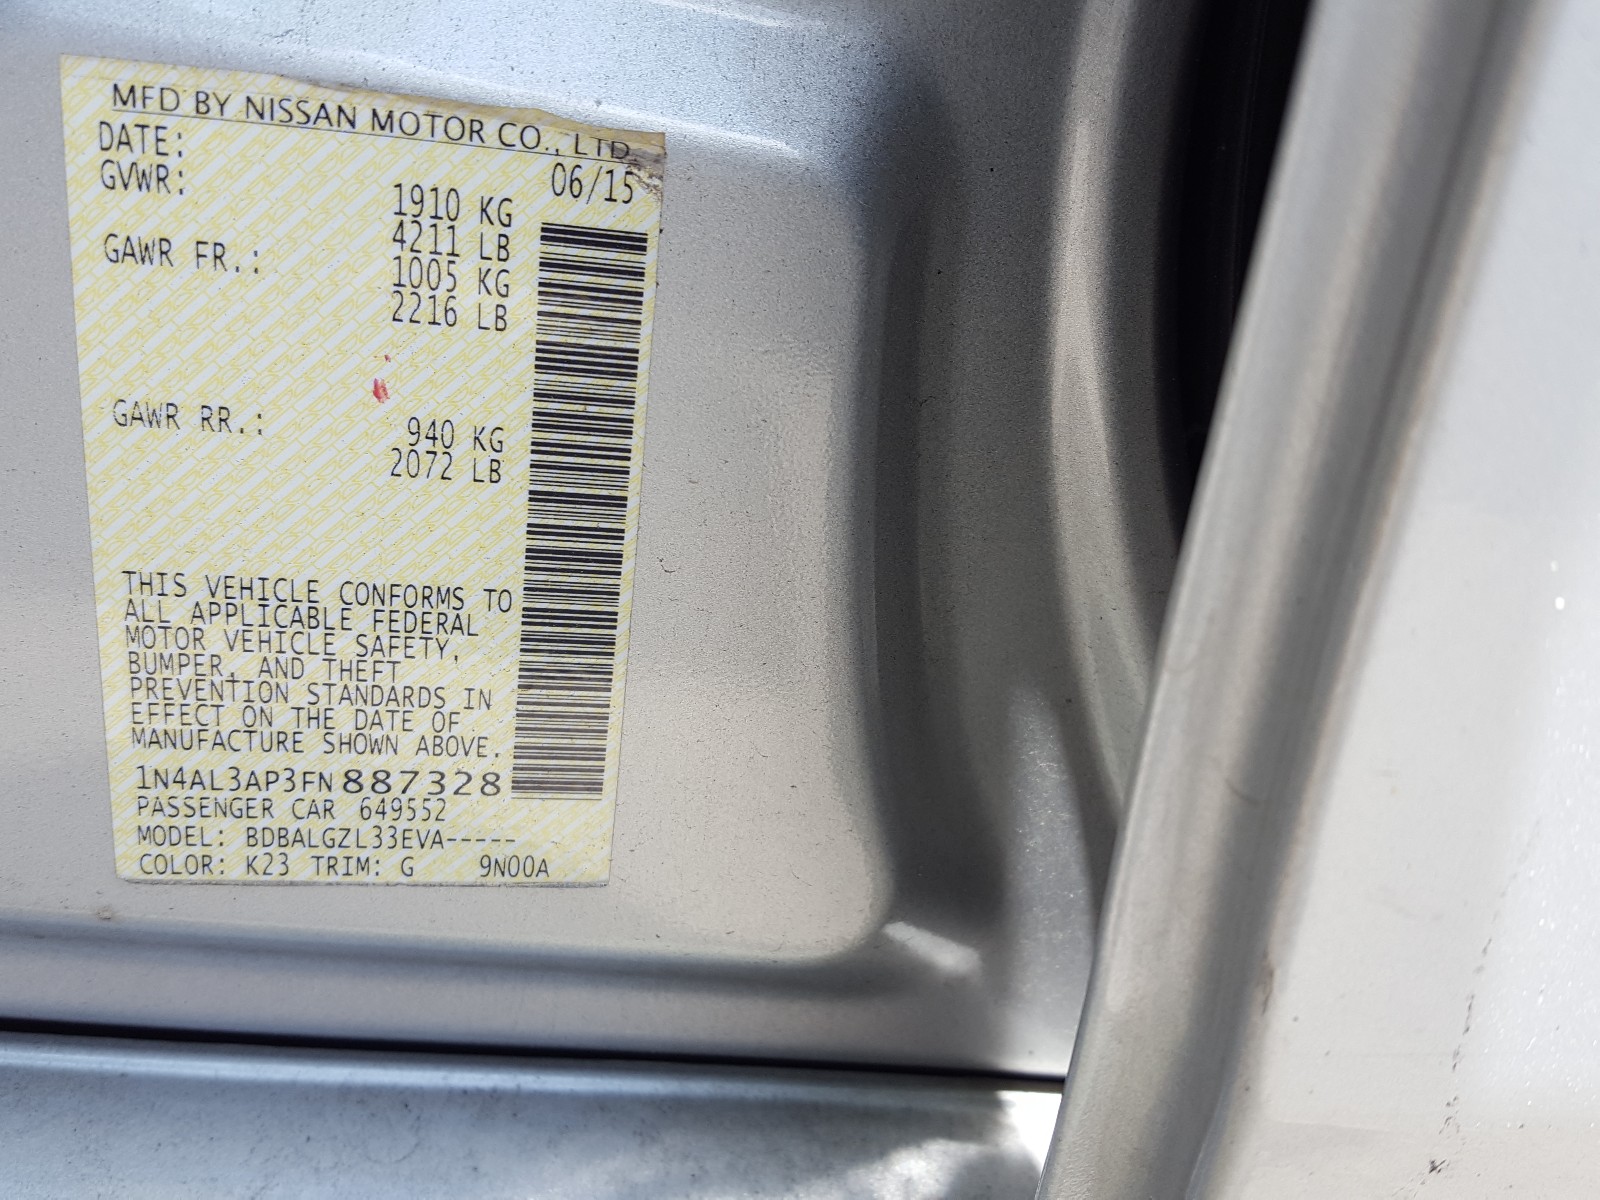 MFD BY NISSAN MOTOR CO., LTD.
DATE: 06/15
GVWR: 1910 KG
4211 LB
GAWR FR.: 1005 KG
2216 LB
GAWR RR.: 940 KG
2072 LB
THIS VEHICLE CONFORMS TO
ALL APPLICABLE FEDERAL
MOTOR VEHICLE SAFETY,
BUMPER, AND THEFT
PREVENTION STANDARDS IN
EFFECT ON THE DATE OF
MANUFACTURE SHOWN ABOVE.
1N4AL3AP3FN887328
PASSENGER CAR 649552
MODEL: BDBALGZL33EVA-----
COLOR: K23 TRIM: G 9N00A